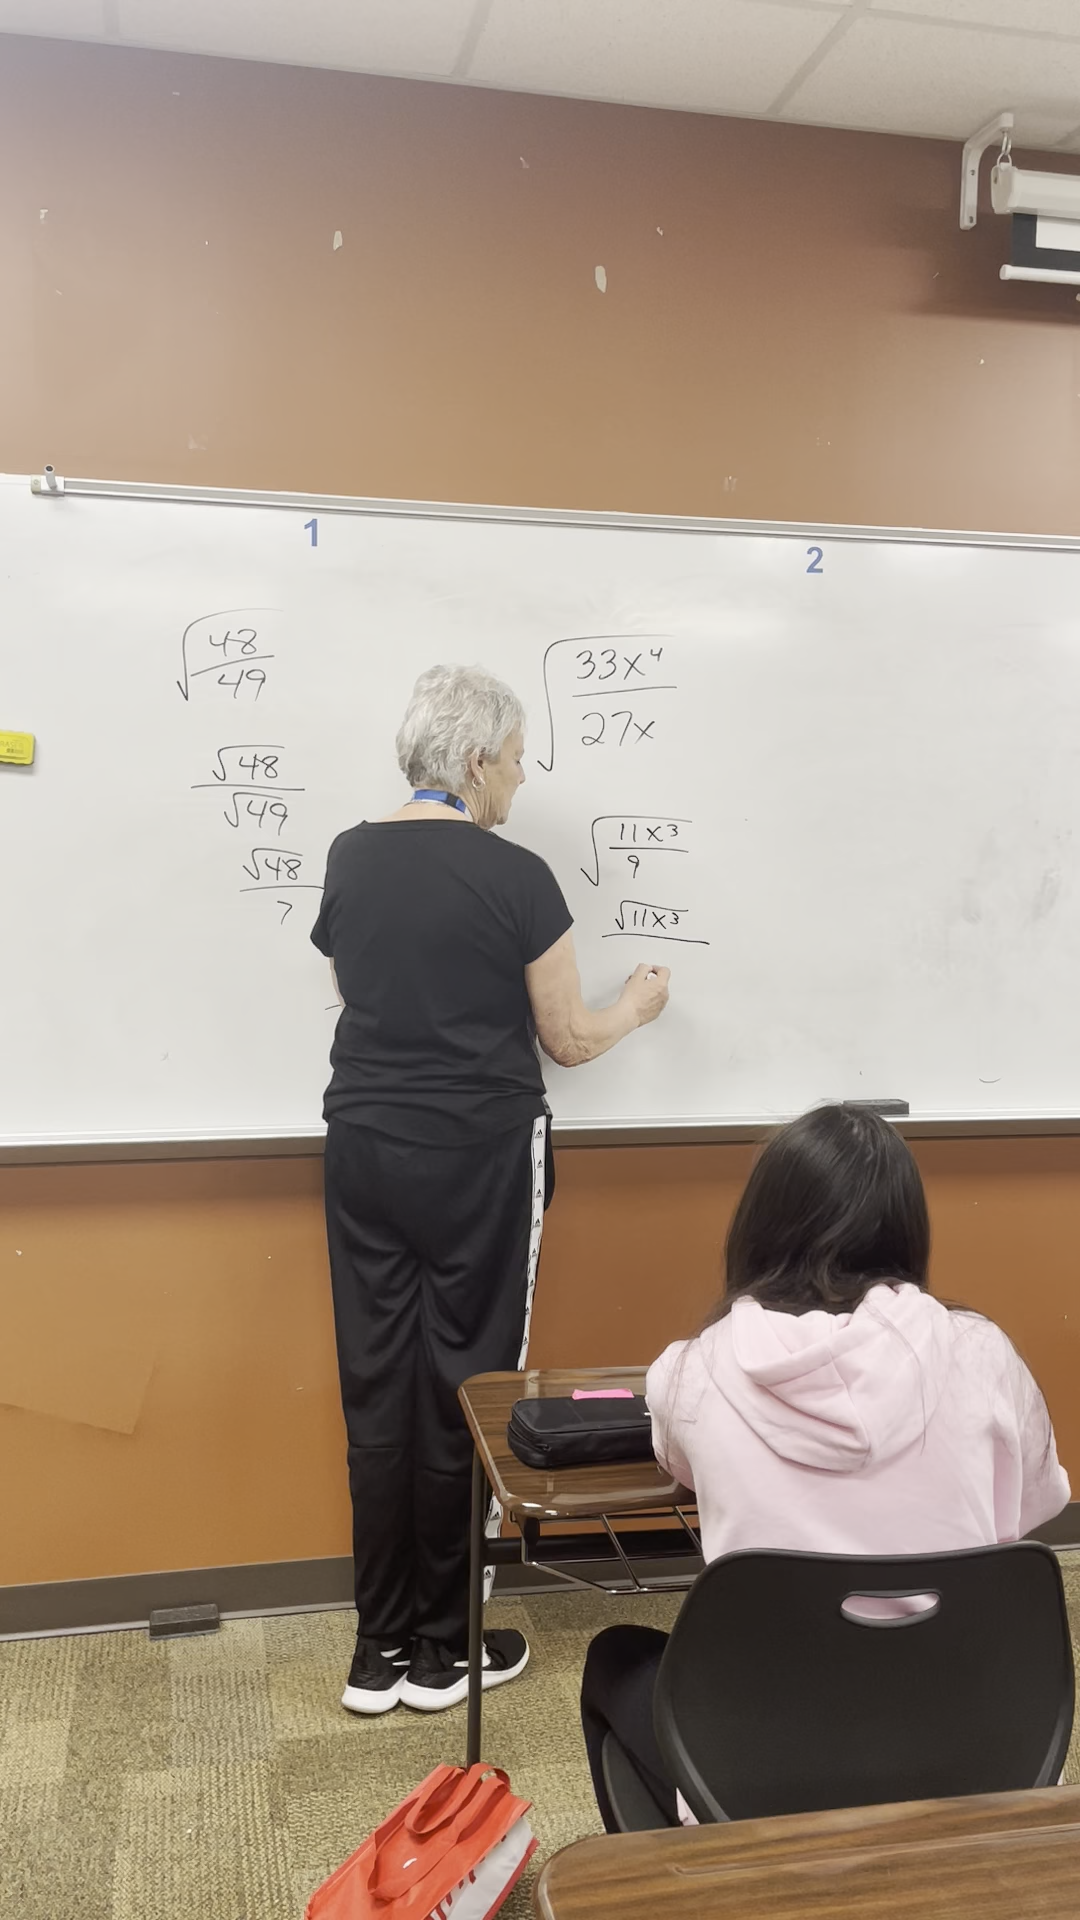 1
2
√48/49
√48/√49
√48/7
√33x⁴/27x
√11x³/9
√11x³